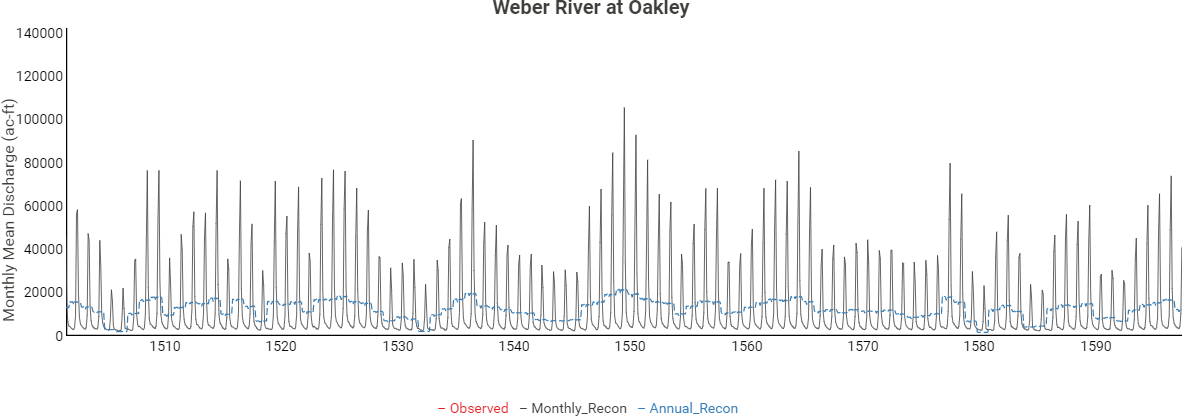 Weber River at Oakley
Monthly Mean Discharge (ac-ft)
140000
120000
100000
80000
60000
40000
20000
0
1510 1520 1530 1540 1550 1560 1570 1580 1590
Observed Monthly_Recon Annual_Recon